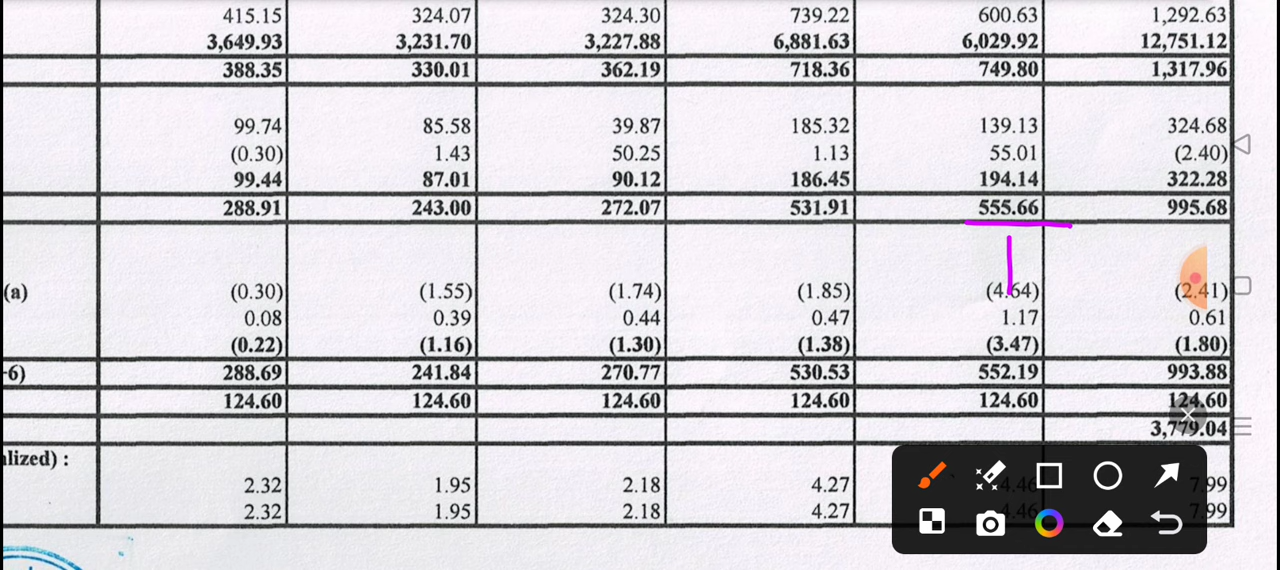 415.15 324.07 324.30 739.22 600.63 1,292.63
3,649.93 3,231.70 3,227.88 6,881.63 6,029.92 12,751.12
388.35 330.01 362.19 718.36 749.80 1,317.96
99.74 85.58 39.87 185.32 139.13 324.68
(0.30) 1.43 50.25 1.13 55.01 (2.40)
99.44 87.01 90.12 186.45 194.14 322.28
288.91 243.00 272.07 531.91 555.66 995.68
(a) (0.30) (1.55) (1.74) (1.85) (4.64) (2.41)
0.08 0.39 0.44 0.47 1.17 0.61
(0.22) (1.16) (1.30) (1.38) (3.47) (1.80)
-6) 288.69 241.84 270.77 530.53 552.19 993.88
124.60 124.60 124.60 124.60 124.60 124.60
3,779.04
lized) :
2.32 1.95 2.18 4.27 4.46 7.99
2.32 1.95 2.18 4.27 4.46 7.99